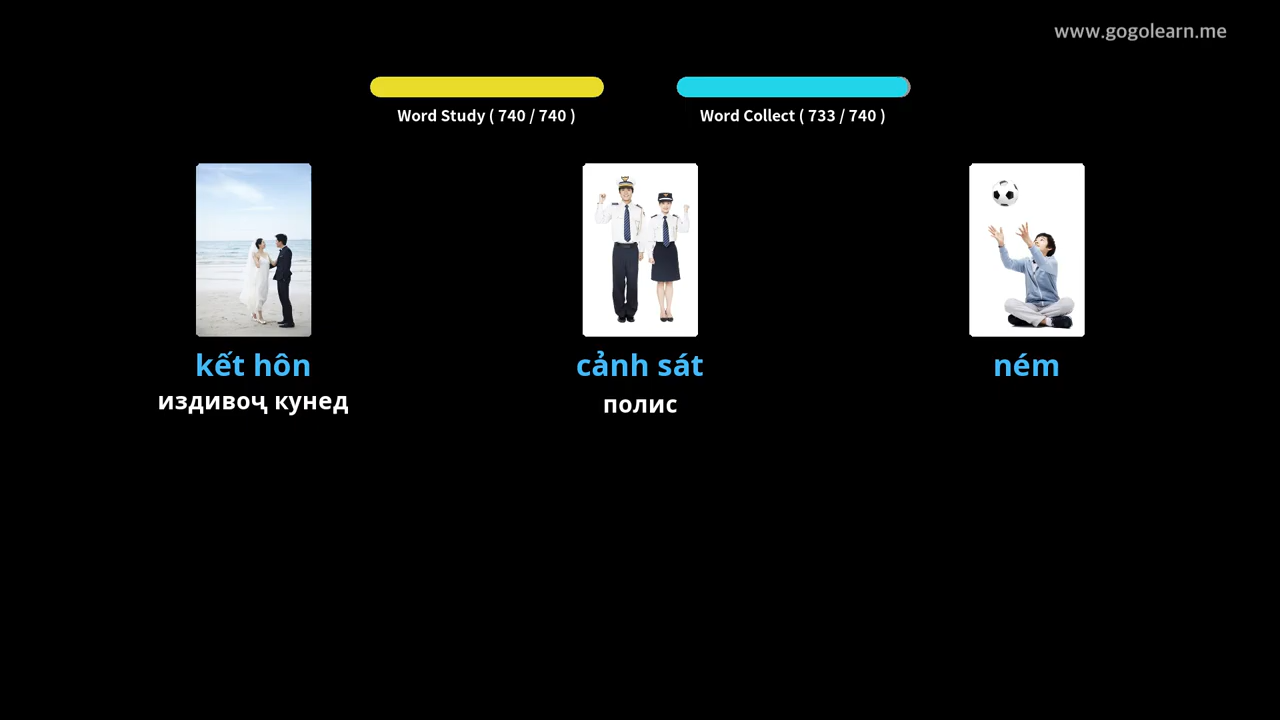 www.gogolearn.me
Word Study ( 740 / 740 )
Word Collect ( 733 / 740 )
kết hôn
cảnh sát
ném
издивоҷ кунед
полис